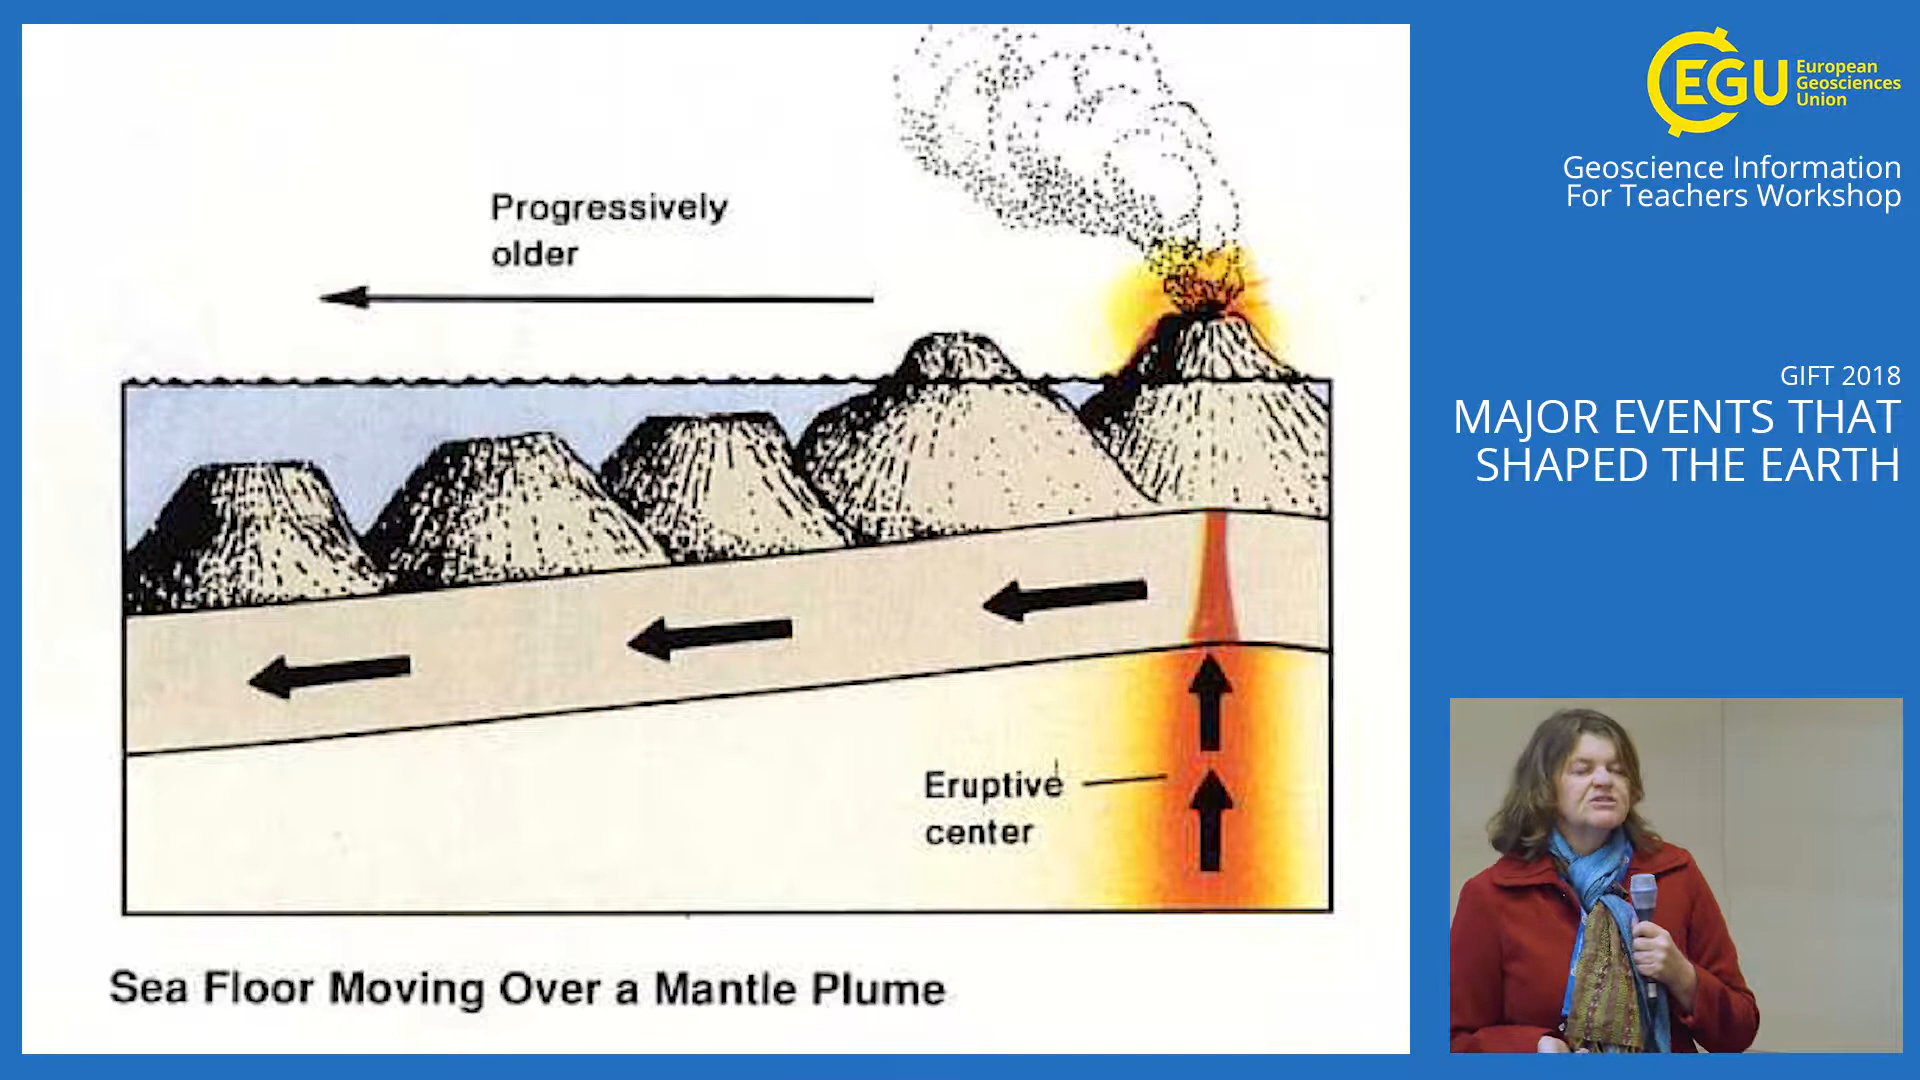 Progressively
older
Eruptive
center
Sea Floor Moving Over a Mantle Plume
EGU
European
Geosciences
Union
Geoscience Information
For Teachers Workshop
GIFT 2018
MAJOR EVENTS THAT
SHAPED THE EARTH